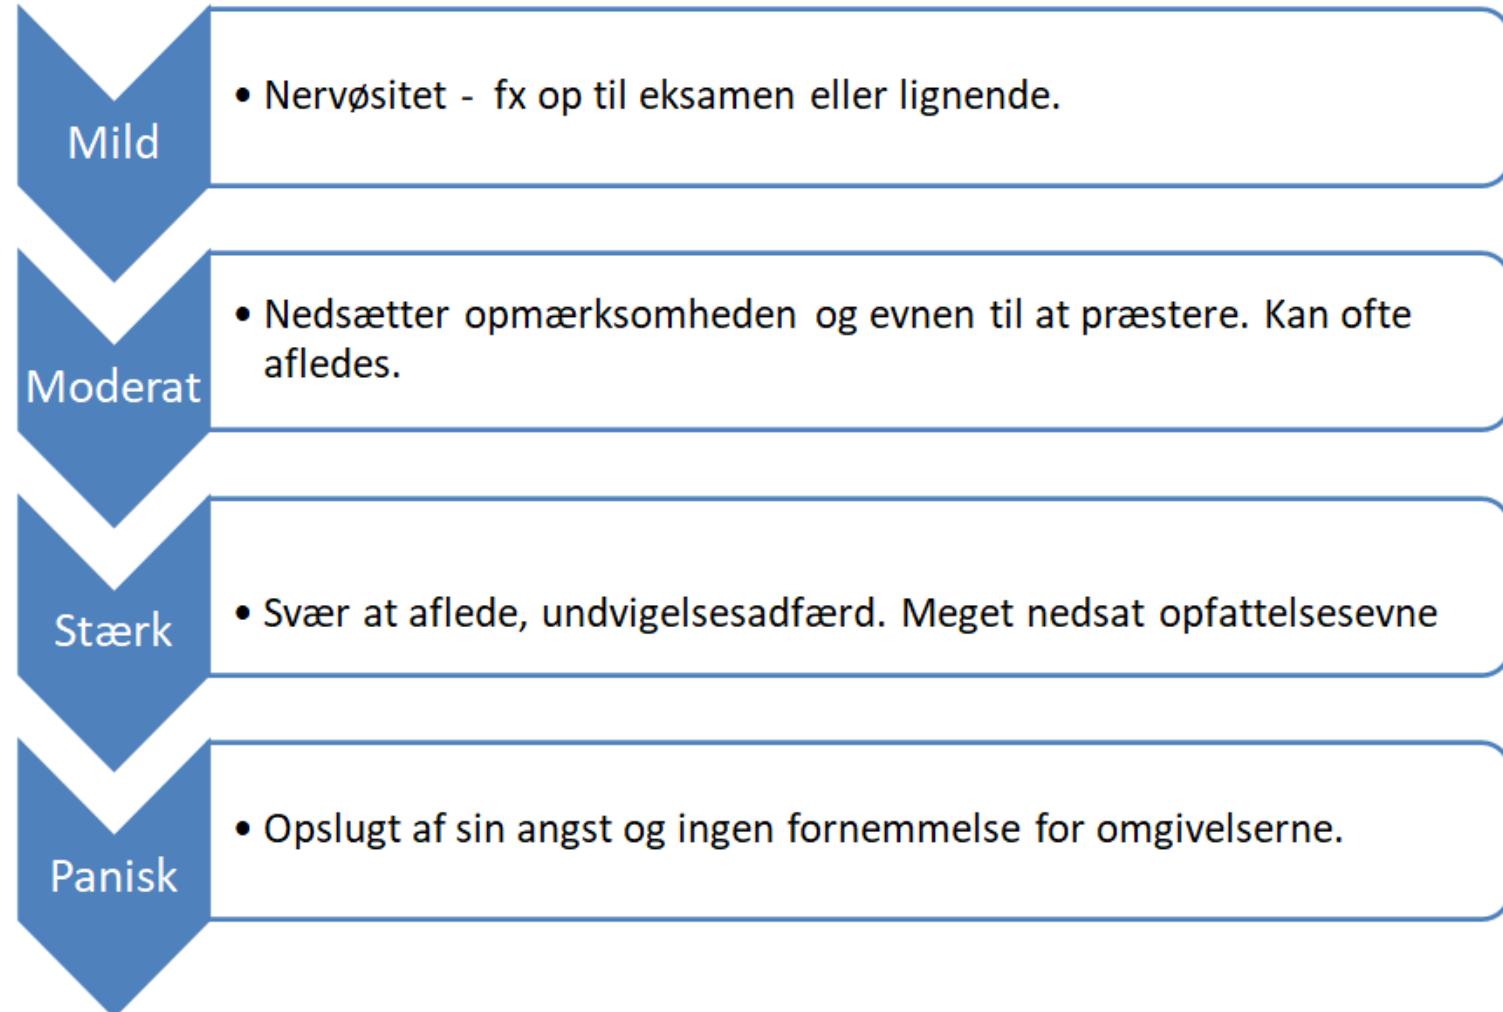 Mild
• Nervøsitet - fx op til eksamen eller lignende.
Moderat
• Nedsætter opmærksomheden og evnen til at præstere. Kan ofte
afledes.
Stærk
• Svær at aflede, undvigelsesadfærd. Meget nedsat opfattelsesevne
Panisk
• Opslugt af sin angst og ingen fornemmelse for omgivelserne.